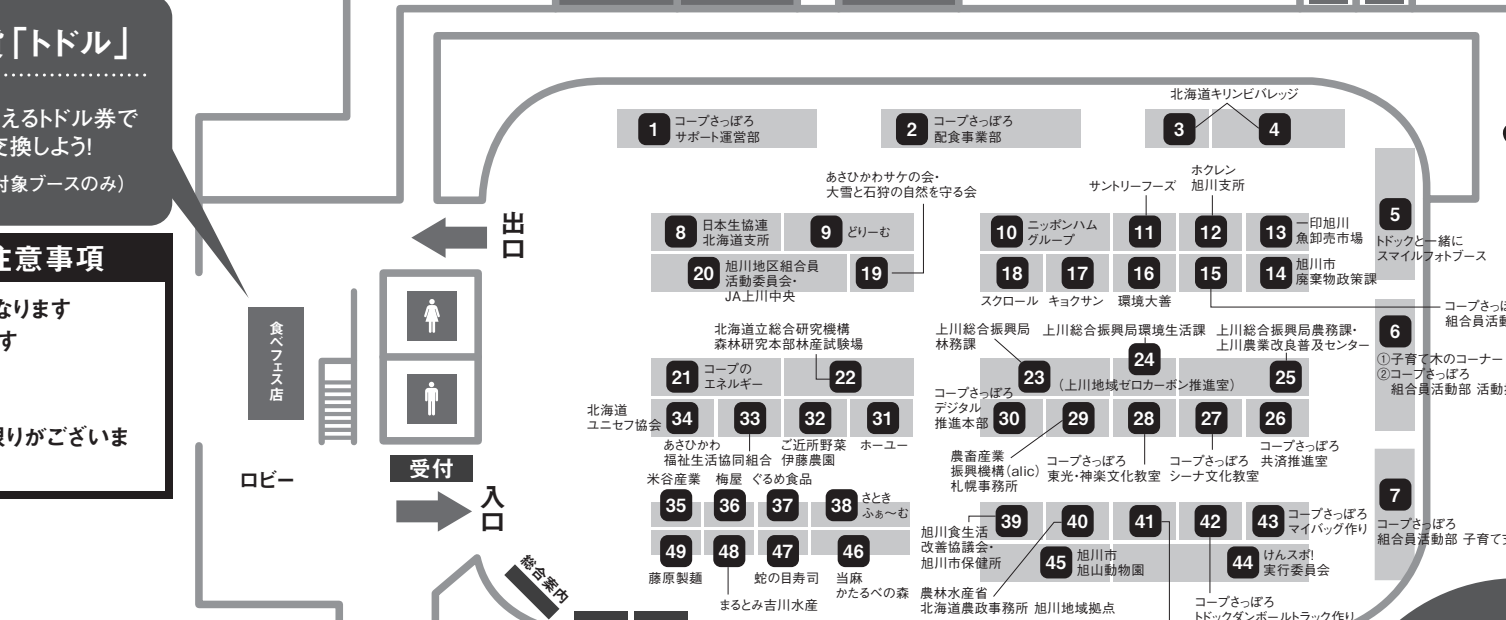 「トドル」
えるトドル券で
交換しよう!
対象ブースのみ)
注意事項
なります
す
限りがございま
食べフェス店
ロビー
受付
出口
入口
総合案内
1 コープさっぽろ
サポート運営部
2 コープさっぽろ
配食事業部
北海道キリンビバレッジ
3
4
5
トドックと一緒に
スマイルフォトブース
6
①子育て木のコーナー
②コープさっぽろ
組合員活動部 活動
7
コープさっぽろ
組合員活動部 子育て
あさひかわサケの会・
大雪と石狩の自然を守る会
8 日本生協連
北海道支所
9 どりーむ
20 旭川地区組合員
活動委員会・
JA上川中央
19
サントリーフーズ
ホクレン
旭川支所
10 ニッポンハム
グループ
11
12
13 一印旭川
魚卸売市場
18
17
16
15
14 旭川市
廃棄物政策課
スクロール
キョクサン
環境大善
コープさっぽ
組合員活動
北海道立総合研究機構
森林研究本部林産試験場
21 コープの
エネルギー
22
北海道
ユニセフ協会
34
33
32
31
あさひかわ
福祉生活協同組合
ご近所野菜
伊藤農園
ホーユー
上川総合振興局
林務課
上川総合振興局環境生活課
上川総合振興局農務課・
上川農業改良普及センター
23
24
(上川地域ゼロカーボン推進室)
25
コープさっぽろ
デジタル
推進本部
30
29
28
27
26
農畜産業
振興機構(alic)
札幌事務所
コープさっぽろ
東光・神楽文化教室
コープさっぽろ
シーナ文化教室
コープさっぽろ
共済推進室
米谷産業
梅屋
ぐるめ食品
35
36
37
38 さとき
ふぁ〜む
49
48
47
46
藤原製麺
まるとみ吉川水産
蛇の目寿司
当麻
かたるべの森
旭川食生活
改善協議会・
旭川市保健所
39
40
41
42
43 コープさっぽろ
マイバッグ作り
45 旭川市
旭山動物園
44 けんスポ!
実行委員会
農林水産省
北海道農政事務所 旭川地域拠点
コープさっぽろ
トドックダンボールトラック作り